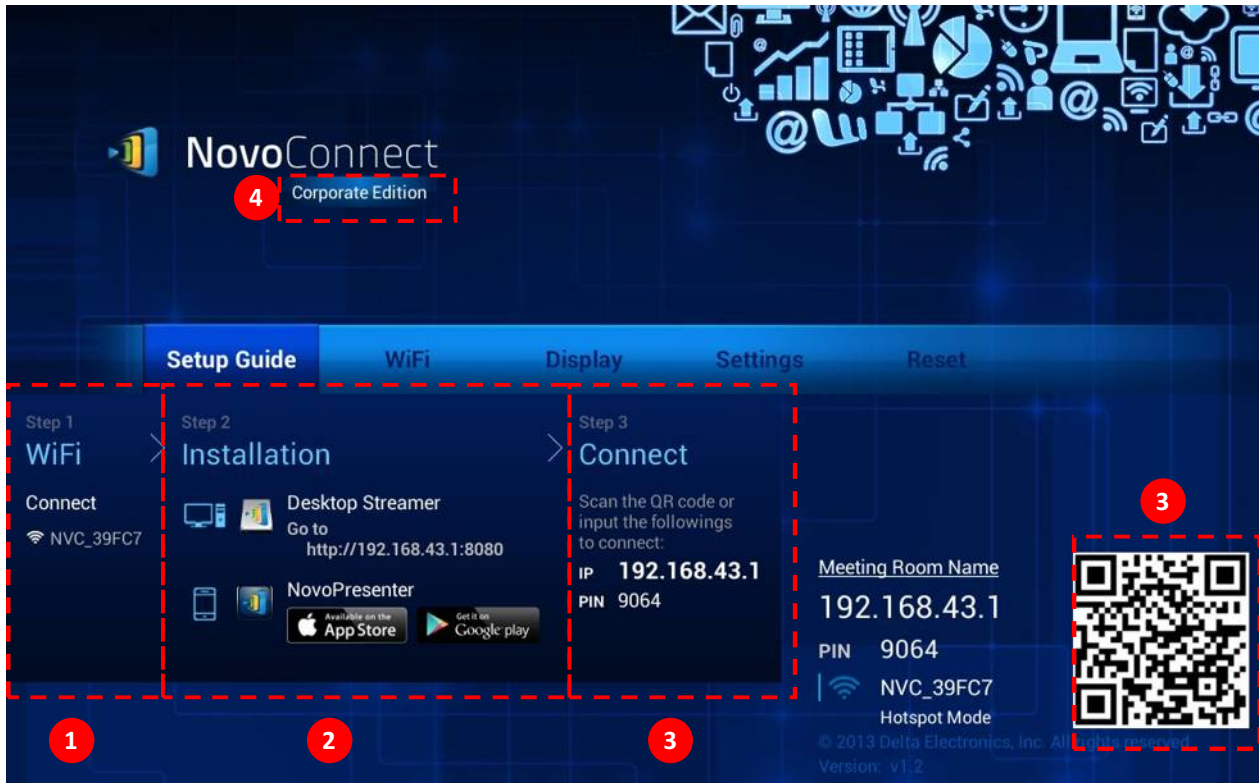 NovoConnect
4
Corporate Edition
Setup Guide WiFi Display Settings Reset
Step 1
WiFi
Connect
NVC_39FC7
Step 2
Installation
Desktop Streamer
Go to
http://192.168.43.1:8080
NovoPresenter
Available on the
App Store
Get it on
Google play
Step 3
Connect
Scan the QR code or
input the followings
to connect:
IP 192.168.43.1
PIN 9064
3
Meeting Room Name
192.168.43.1
PIN 9064
NVC_39FC7
Hotspot Mode
© 2013 Delta Electronics, Inc. All rights reserved
Version: v1.2
1
2
3